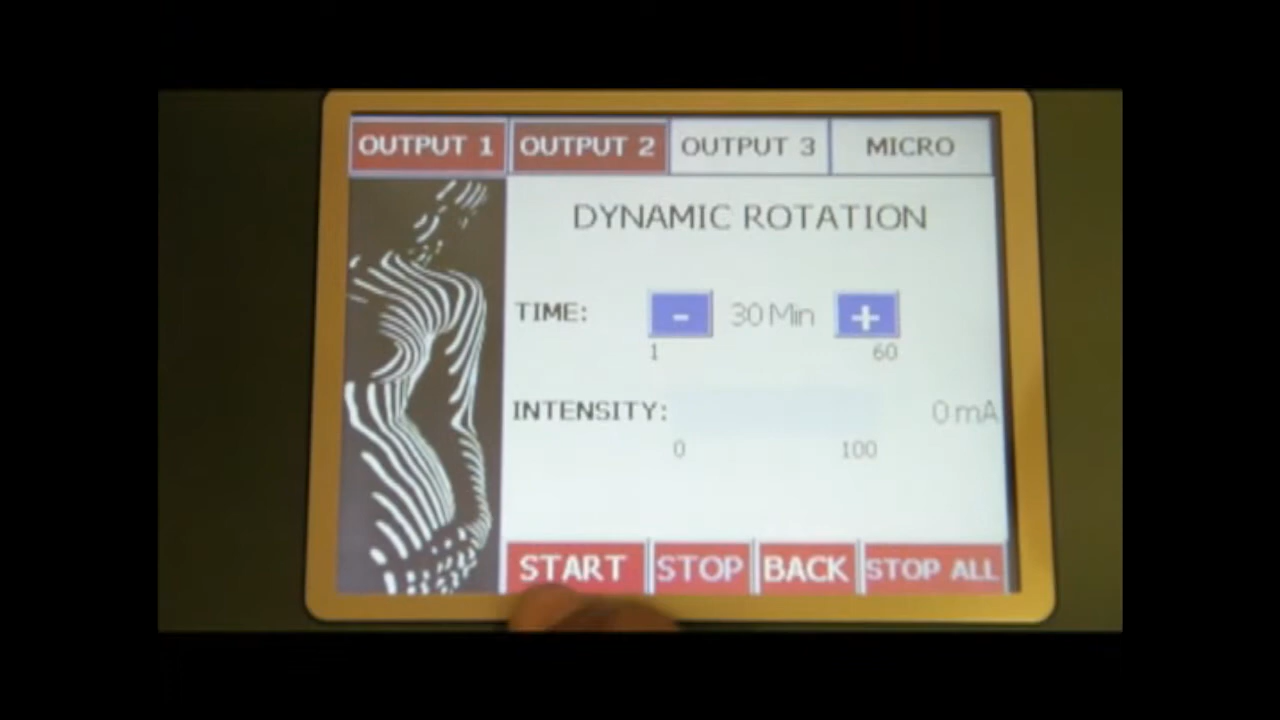 OUTPUT 1 OUTPUT 2 OUTPUT 3 MICRO
DYNAMIC ROTATION
TIME: - 30 Min +
1 60
INTENSITY: 0 mA
0 100
START STOP BACK STOP ALL